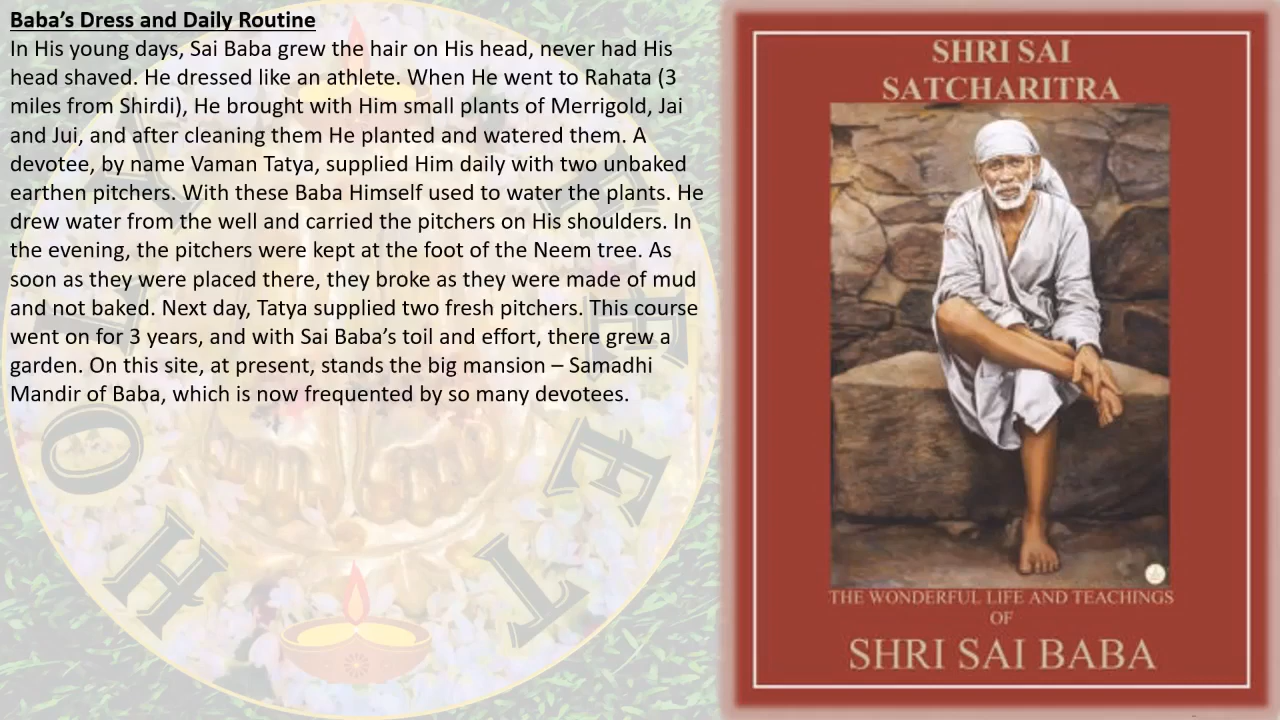 Baba’s Dress and Daily Routine
In His young days, Sai Baba grew the hair on His head, never had His
head shaved. He dressed like an athlete. When He went to Rahata (3
miles from Shirdi), He brought with Him small plants of Merrigold, Jai
and Jui, and after cleaning them He planted and watered them. A
devotee, by name Vaman Tatya, supplied Him daily with two unbaked
earthen pitchers. With these Baba Himself used to water the plants. He
drew water from the well and carried the pitchers on His shoulders. In
the evening, the pitchers were kept at the foot of the Neem tree. As
soon as they were placed there, they broke as they were made of mud
and not baked. Next day, Tatya supplied two fresh pitchers. This course
went on for 3 years, and with Sai Baba’s toil and effort, there grew a
garden. On this site, at present, stands the big mansion – Samadhi
Mandir of Baba, which is now frequented by so many devotees.
SHRI SAI
SATCHARITRA
THE WONDERFUL LIFE AND TEACHINGS
OF
SHRI SAI BABA